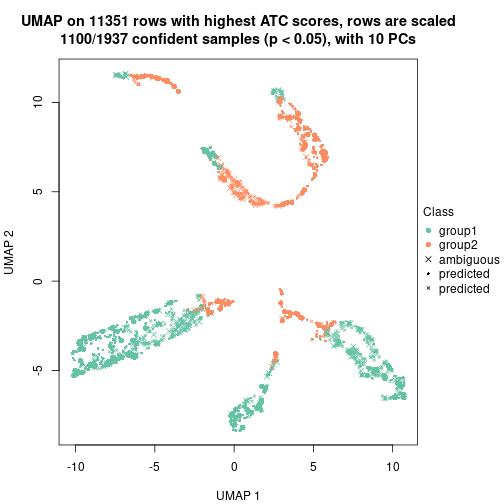 UMAP on 11351 rows with highest ATC scores, rows are scaled
1100/1937 confident samples (p < 0.05), with 10 PCs
10
5
0
-5
UMAP 2
-10
-5
0
5
10
UMAP 1
Class
group1
group2
ambiguous
predicted
predicted